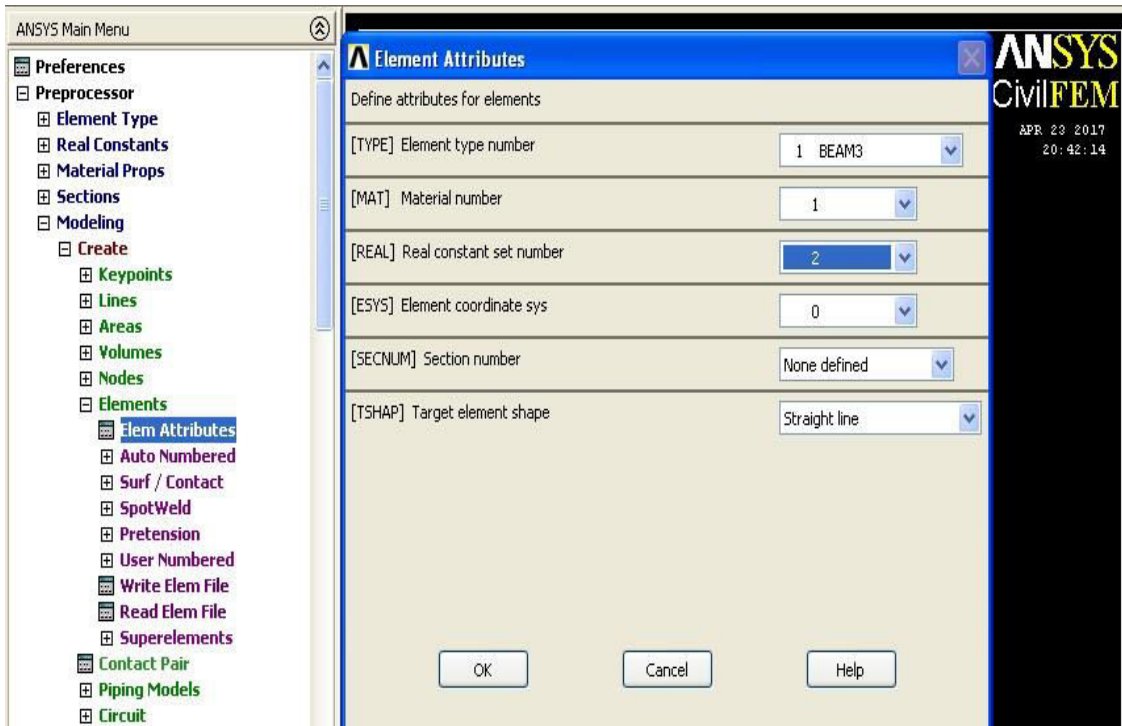 ANSYS Main Menu
Preferences
Preprocessor
Element Type
Real Constants
Material Props
Sections
Modeling
Create
Keypoints
Lines
Areas
Volumes
Nodes
Elements
Elem Attributes
Auto Numbered
Surf / Contact
SpotWeld
Pretension
User Numbered
Write Elem File
Read Elem File
Superelements
Contact Pair
Piping Models
Circuit
Element Attributes
Define attributes for elements
[TYPE] Element type number 1 BEAM3
[MAT] Material number 1
[REAL] Real constant set number 2
[ESYS] Element coordinate sys 0
[SECNUM] Section number None defined
[TSHAP] Target element shape Straight line
OK Cancel Help
ANSYS
CivilFEM
APR 23 2017
20:42:14